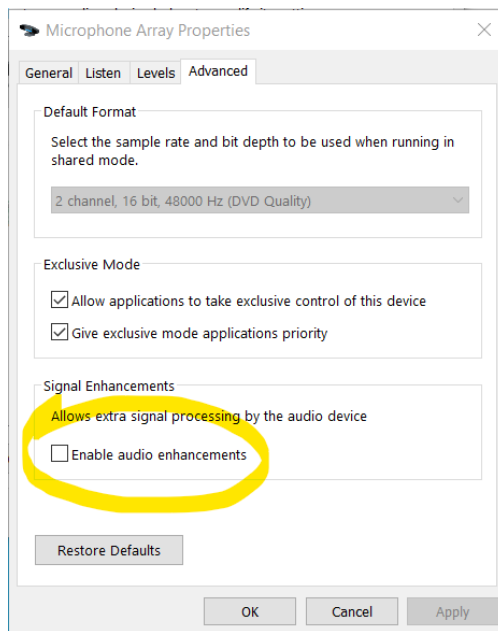 Microphone Array Properties
General Listen Levels Advanced
Default Format
Select the sample rate and bit depth to be used when running in
shared mode.
2 channel, 16 bit, 48000 Hz (DVD Quality)
Exclusive Mode
Allow applications to take exclusive control of this device
Give exclusive mode applications priority
Signal Enhancements
Allows extra signal processing by the audio device
Enable audio enhancements
Restore Defaults
OK Cancel Apply